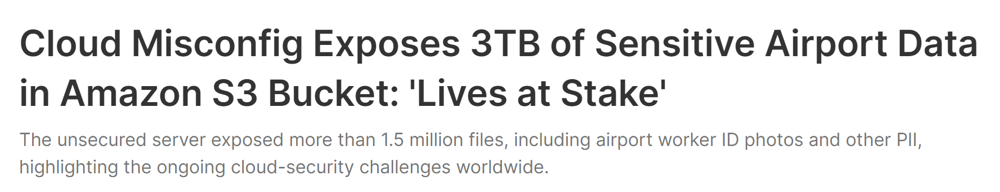 Cloud Misconfig Exposes 3TB of Sensitive Airport Data
in Amazon S3 Bucket: 'Lives at Stake'
The unsecured server exposed more than 1.5 million files, including airport worker ID photos and other PII,
highlighting the ongoing cloud-security challenges worldwide.